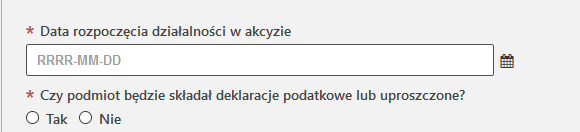 * Data rozpoczęcia działalności w akcyzie
RRRR-MM-DD
* Czy podmiot będzie składał deklaracje podatkowe lub uproszczone?
Tak Nie